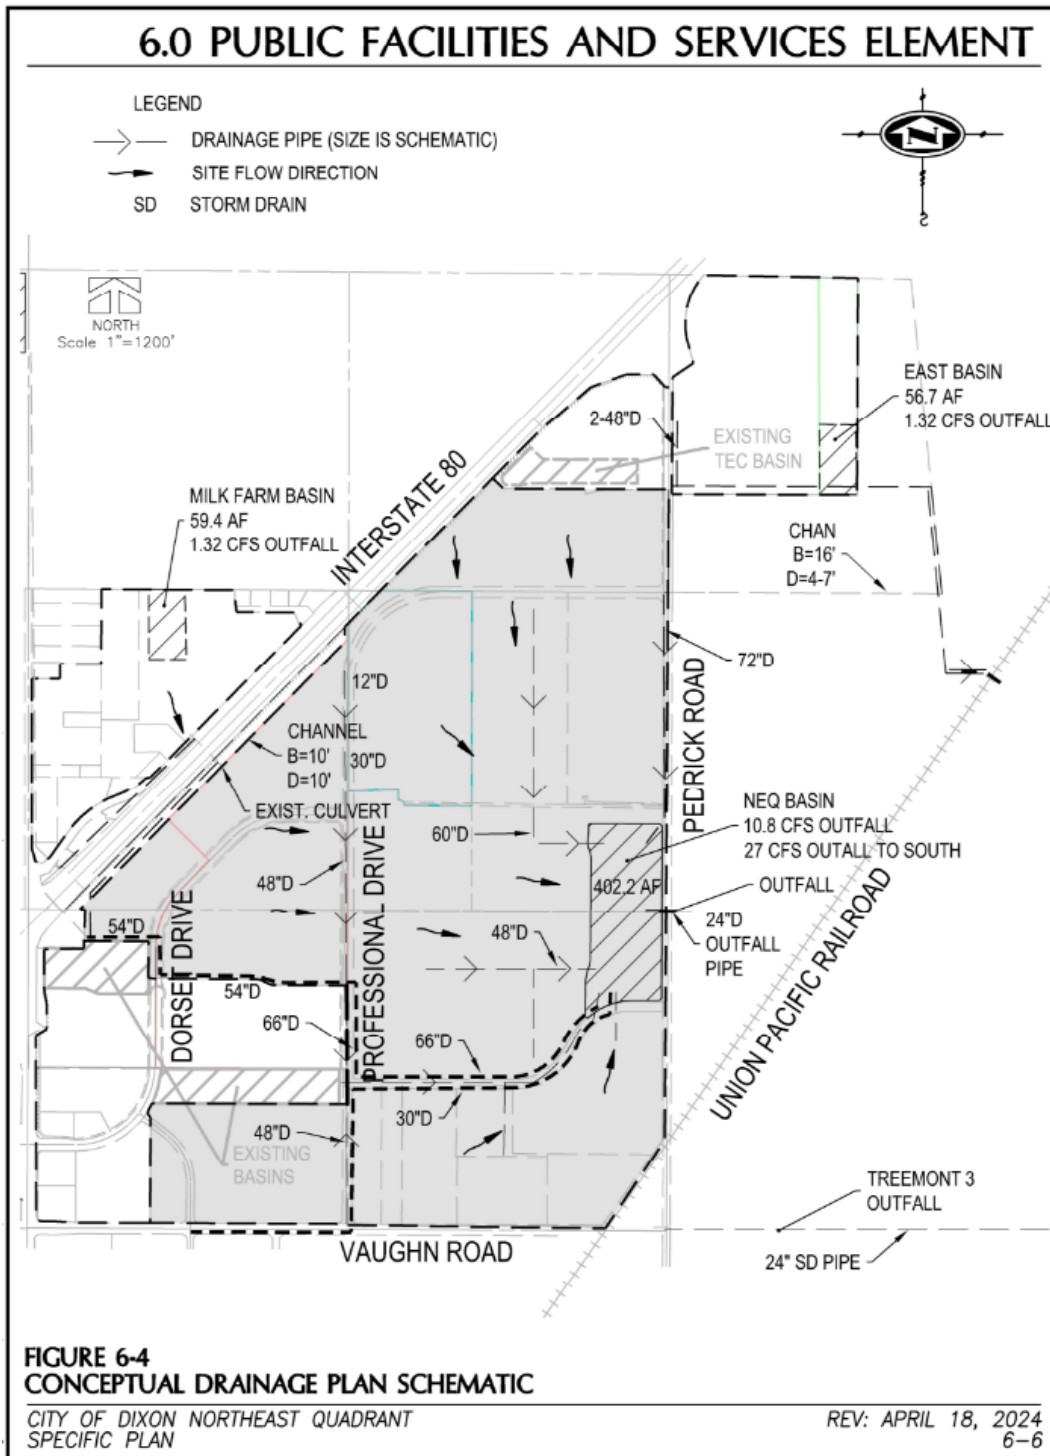 6.0 PUBLIC FACILITIES AND SERVICES ELEMENT
LEGEND
DRAINAGE PIPE (SIZE IS SCHEMATIC)
SITE FLOW DIRECTION
SD STORM DRAIN
N
S
NORTH
Scale 1"=1200'
EAST BASIN
56.7 AF
1.32 CFS OUTFALL
2-48"D
EXISTING
TEC BASIN
INTERSTATE 80
MILK FARM BASIN
59.4 AF
1.32 CFS OUTFALL
CHAN
B=16'
D=4-7'
72"D
PEDRICK ROAD
12"D
CHANNEL
B=10'
D=10'
30"D
EXIST. CULVERT
NEQ BASIN
10.8 CFS OUTFALL
27 CFS OUTALL TO SOUTH
60"D
PROFESSIONAL DRIVE
48"D
402.2 AF
OUTFALL
54"D
DORSET DRIVE
24"D
OUTFALL
PIPE
48"D
54"D
66"D
66"D
UNION PACIFIC RAILROAD
30"D
48"D
EXISTING
BASINS
TREEMONT 3
OUTFALL
VAUGHN ROAD
24" SD PIPE
FIGURE 6-4
CONCEPTUAL DRAINAGE PLAN SCHEMATIC
CITY OF DIXON NORTHEAST QUADRANT
SPECIFIC PLAN
REV: APRIL 18, 2024
6-6